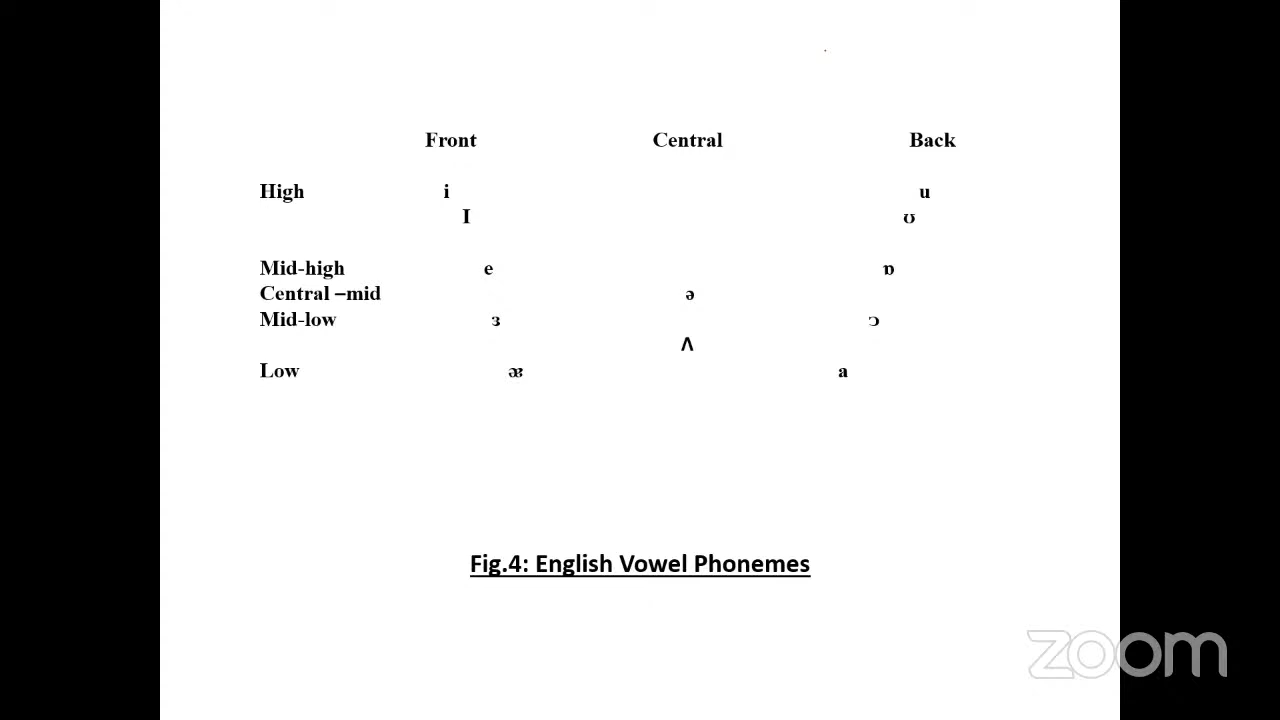 Front Central Back
High i u
I ʊ
Mid-high e ɒ
Central –mid ə
Mid-low ɜ ɔ
Λ
Low æ a
Fig.4: English Vowel Phonemes
zoom